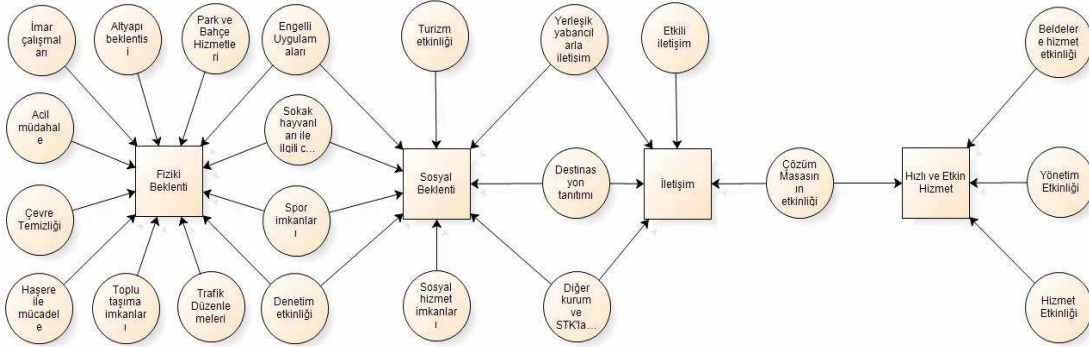 İmar
çalışmal
arı
Altyapı
beklentis
i
Park ve
Bahçe
Hizmetle
ri
Engelli
Uygulam
aları
Turizm
etkinliği
Yerleşik
yabancıl
arla
iletişim
Etkili
iletişim
Beldeler
e hizmet
etkinliği
Acil
müdahal
e
Sokak
hayvanl
arı ile
ilgili ç...
Fiziki
Beklenti
Sosyal
Beklenti
Destinas
yon
tanıtımı
İletişim
Çözüm
Masasın
ın
etkinliği
Hızlı ve Etkin
Hizmet
Yönetim
Etkinliği
Çevre
Temizliği
Spor
imkanlar
ı
Haşere
ile
mücadel
e
Toplu
taşıma
imkanlar
ı
Trafik
Düzenle
meleri
Denetim
etkinliği
Sosyal
hizmet
imkanlar
ı
Diğer
kurum
ve
STK'la...
Hizmet
Etkinliği